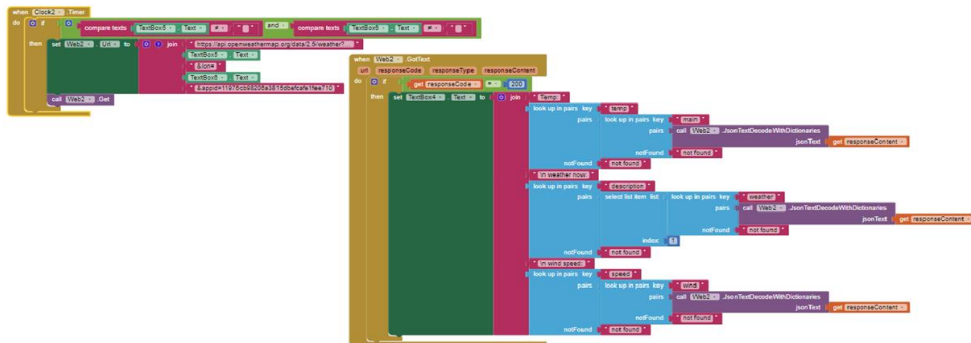 when Clock2 .Timer
do if compare texts TextBox5 . Text ≠ " " and compare texts TextBox6 . Text ≠ " "
then set Web2 . Url to join " https://api.openweathermap.org/data/2.5/weather?
TextBox5 . Text
" &lon= "
TextBox6 . Text
call Web2 .Get
when Web2 .GotText
url responseCode responseType responseContent
do if get responseCode = 200
then set TextBox4 . Text to join " Temp: "
look up in pairs key " temp "
pairs look up in pairs key " main "
pairs call Web2 .JsonTextDecodeWithDictionaries
jsonText get responseContent
notFound " not found "
notFound " not found "
" \n weather now: "
look up in pairs key " description "
pairs select list item list look up in pairs key " weather "
pairs call Web2 .JsonTextDecodeWithDictionaries
jsonText get responseContent
notFound " not found "
index 1
notFound " not found "
" \n wind speed: "
look up in pairs key " speed "
pairs look up in pairs key " wind "
pairs call Web2 .JsonTextDecodeWithDictionaries
jsonText get responseContent
notFound " not found "
notFound " not found "